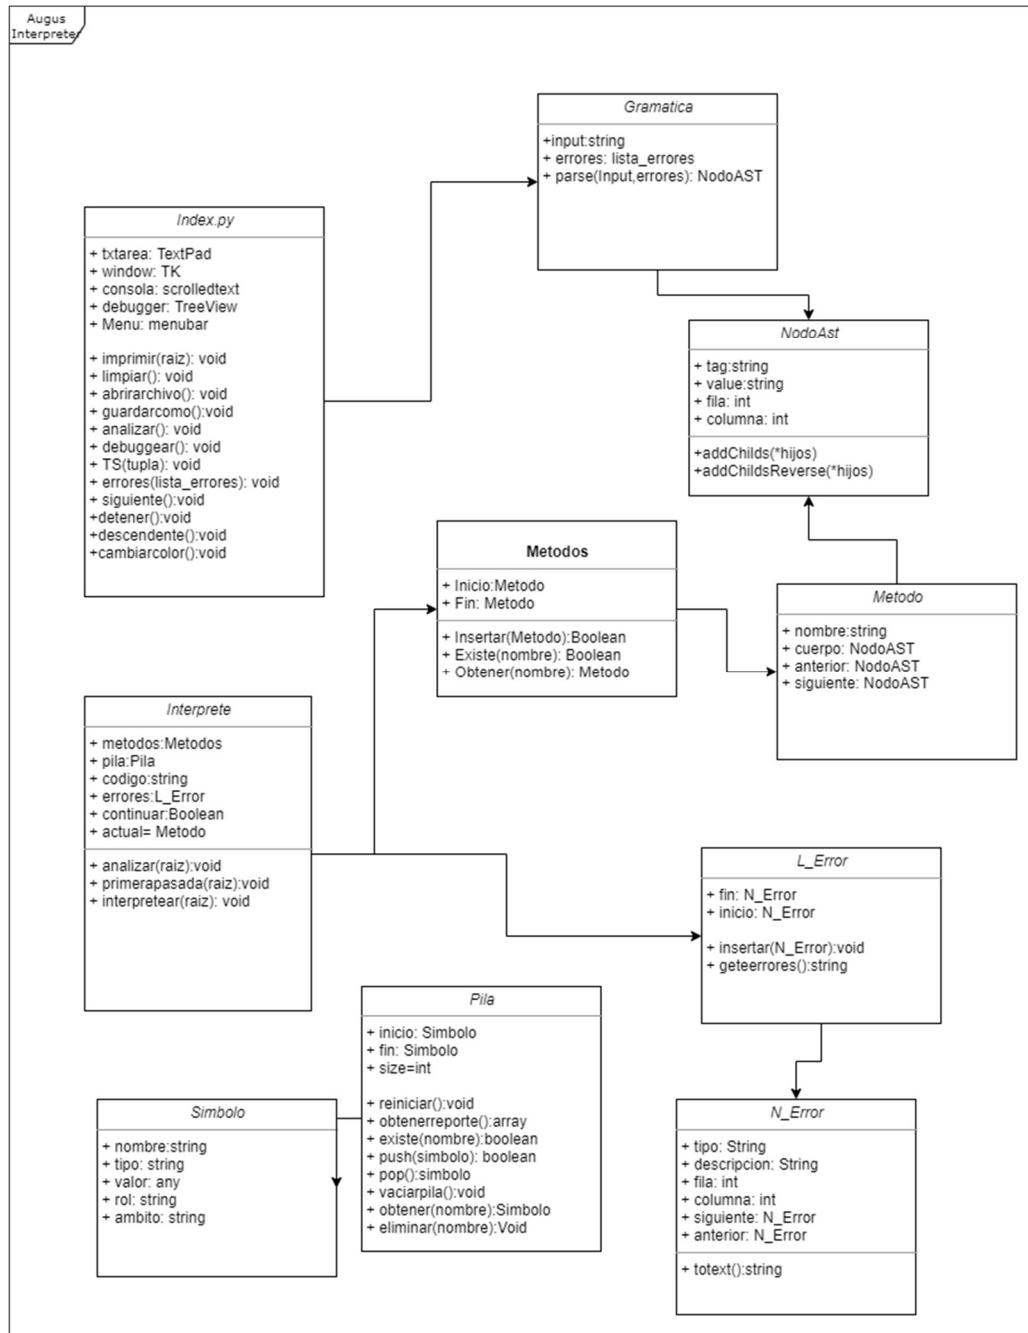 Augus
Interpreter
Gramatica
+input:string
+ errores: lista_errores
+ parse(Input,errores): NodoAST
Index.py
+ txtarea: TextPad
+ window: TK
+ consola: scrolledtext
+ debugger: TreeView
+ Menu: menubar
+ imprimir(raiz): void
+ limpiar(): void
+ abrirarchivo(): void
+ guardarcomo():void
+ analizar(): void
+ debuggear(): void
+ TS(tupla): void
+ errores(lista_errores): void
+ siguiente():void
+detener():void
+descendente():void
+cambiarcolor():void
NodoAst
+ tag:string
+ value:string
+ fila: int
+ columna: int
+addChilds(*hijos)
+addChildsReverse(*hijos)
Metodos
+ Inicio:Metodo
+ Fin: Metodo
+ Insertar(Metodo):Boolean
+ Existe(nombre): Boolean
+ Obtener(nombre): Metodo
Metodo
+ nombre:string
+ cuerpo: NodoAST
+ anterior: NodoAST
+ siguiente: NodoAST
Interprete
+ metodos:Metodos
+ pila:Pila
+ codigo:string
+ errores:L_Error
+ continuar:Boolean
+ actual= Metodo
+ analizar(raiz):void
+ primerapasada(raiz):void
+ interpretear(raiz): void
L_Error
+ fin: N_Error
+ inicio: N_Error
+ insertar(N_Error):void
+ geteerrores():string
Pila
+ inicio: Simbolo
+ fin: Simbolo
+ size=int
+ reiniciar():void
+ obtenerreporte():array
+ existe(nombre):boolean
+ push(simbolo): boolean
+ pop():simbolo
+ vaciarpila():void
+ obtener(nombre):Simbolo
+ eliminar(nombre):Void
Simbolo
+ nombre:string
+ tipo: string
+ valor: any
+ rol: string
+ ambito: string
N_Error
+ tipo: String
+ descripcion: String
+ fila: int
+ columna: int
+ siguiente: N_Error
+ anterior: N_Error
+ totext():string